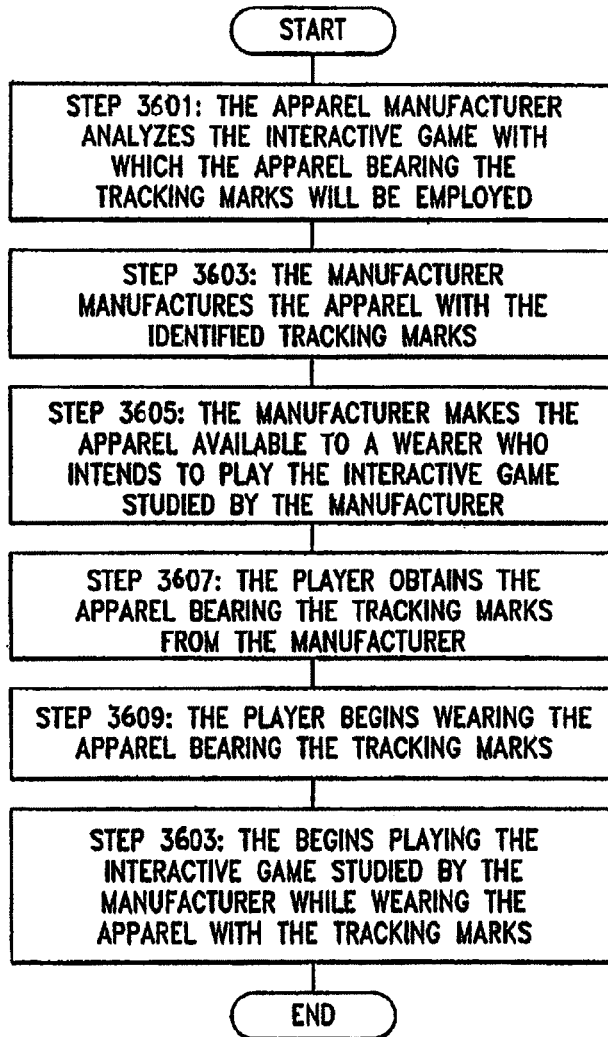 START
STEP 3601: THE APPAREL MANUFACTURER
ANALYZES THE INTERACTIVE GAME WITH
WHICH THE APPAREL BEARING THE
TRACKING MARKS WILL BE EMPLOYED
STEP 3603: THE MANUFACTURER
MANUFACTURES THE APPAREL WITH THE
IDENTIFIED TRACKING MARKS
STEP 3605: THE MANUFACTURER MAKES THE
APPAREL AVAILABLE TO A WEARER WHO
INTENDS TO PLAY THE INTERACTIVE GAME
STUDIED BY THE MANUFACTURER
STEP 3607: THE PLAYER OBTAINS THE
APPAREL BEARING THE TRACKING MARKS
FROM THE MANUFACTURER
STEP 3609: THE PLAYER BEGINS WEARING THE
APPAREL BEARING THE TRACKING MARKS
STEP 3603: THE BEGINS PLAYING THE
INTERACTIVE GAME STUDIED BY THE
MANUFACTURER WHILE WEARING THE
APPAREL WITH THE TRACKING MARKS
END